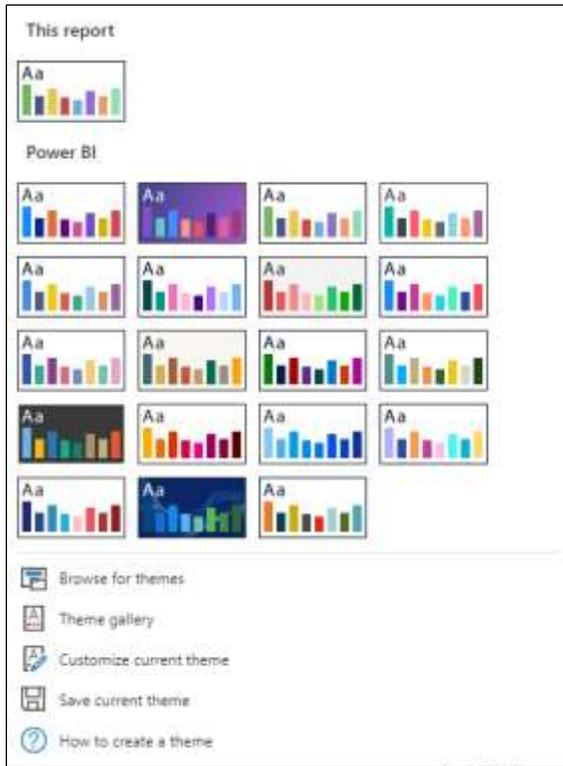 This report
Aa
Power BI
Aa Aa Aa Aa
Aa Aa Aa Aa
Aa Aa Aa Aa
Aa Aa Aa Aa
Aa Aa Aa
Browse for themes
Theme gallery
Customize current theme
Save current theme
How to create a theme